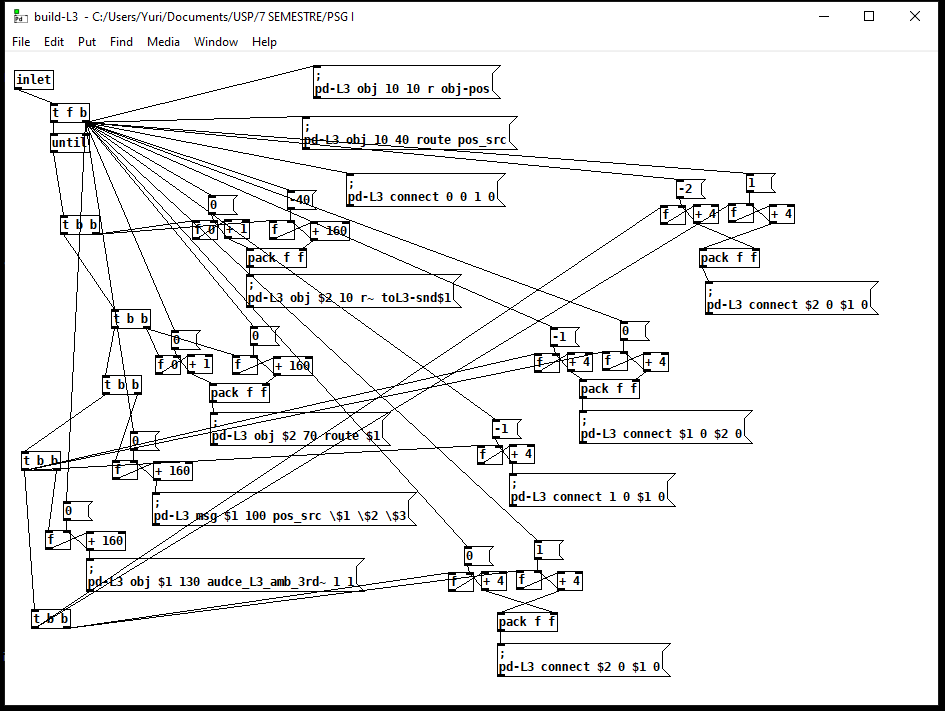 build-L3 - C:/Users/Yuri/Documents/USP/7 SEMESTRE/PSG I
File Edit Put Find Media Window Help
inlet
t f b
until
;
pd-L3 obj 10 10 r obj-pos
;
pd-L3 obj 10 40 route pos_src
;
pd-L3 connect 0 0 1 0
-2
1
f
+ 4
f
+ 4
pack f f
;
pd-L3 connect $2 0 $1 0
0
-40
t b b
f 0
+ 1
f
+ 160
pack f f
;
pd-L3 obj $2 10 r~ toL3-snd$1
t b b
0
0
f 0
+ 1
f
+ 160
pack f f
;
pd-L3 obj $2 70 route $1
-1
0
f
+ 4
f
+ 4
pack f f
;
pd-L3 connect $1 0 $2 0
t b b
0
f
+ 160
;
pd-L3 msg $1 100 pos_src \$1 \$2 \$3
-1
f
+ 4
;
pd-L3 connect 1 0 $1 0
t b b
0
f
+ 160
;
pd-L3 obj $1 130 audce_L3_amb_3rd~ 1 1
t b b
0
1
f
+ 4
f
+ 4
pack f f
;
pd-L3 connect $2 0 $1 0